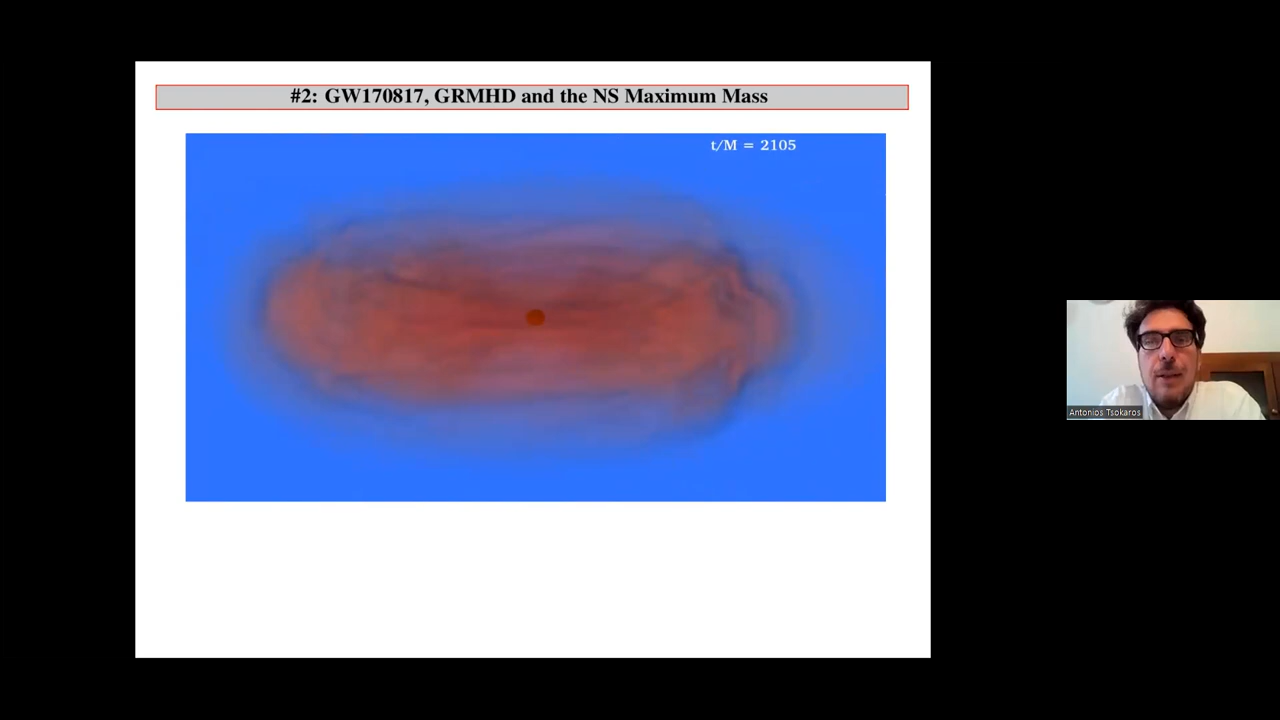 #2: GW170817, GRMHD and the NS Maximum Mass
t/M = 2105
Antonios Tsokaros